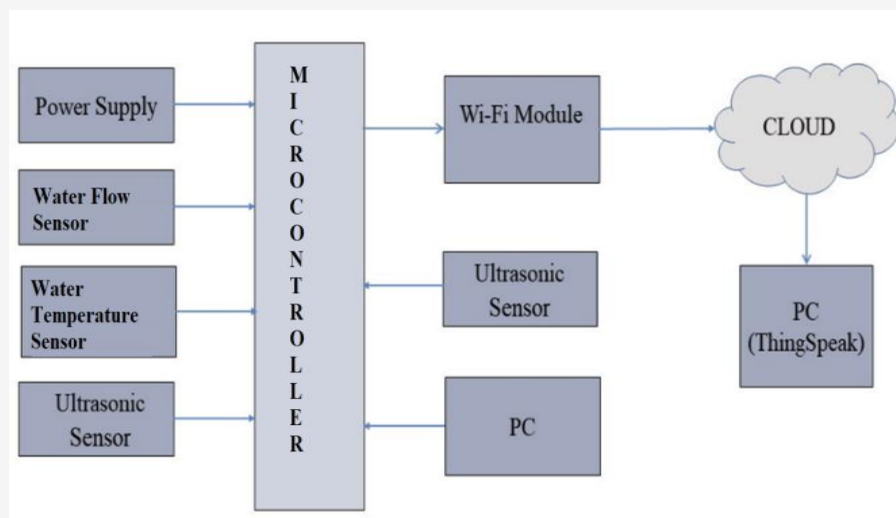 Power Supply
Water Flow
Sensor
Water
Temperature
Sensor
Ultrasonic
Sensor
MICROCONTROLLER
Wi-Fi Module
Ultrasonic
Sensor
PC
CLOUD
PC
(ThingSpeak)